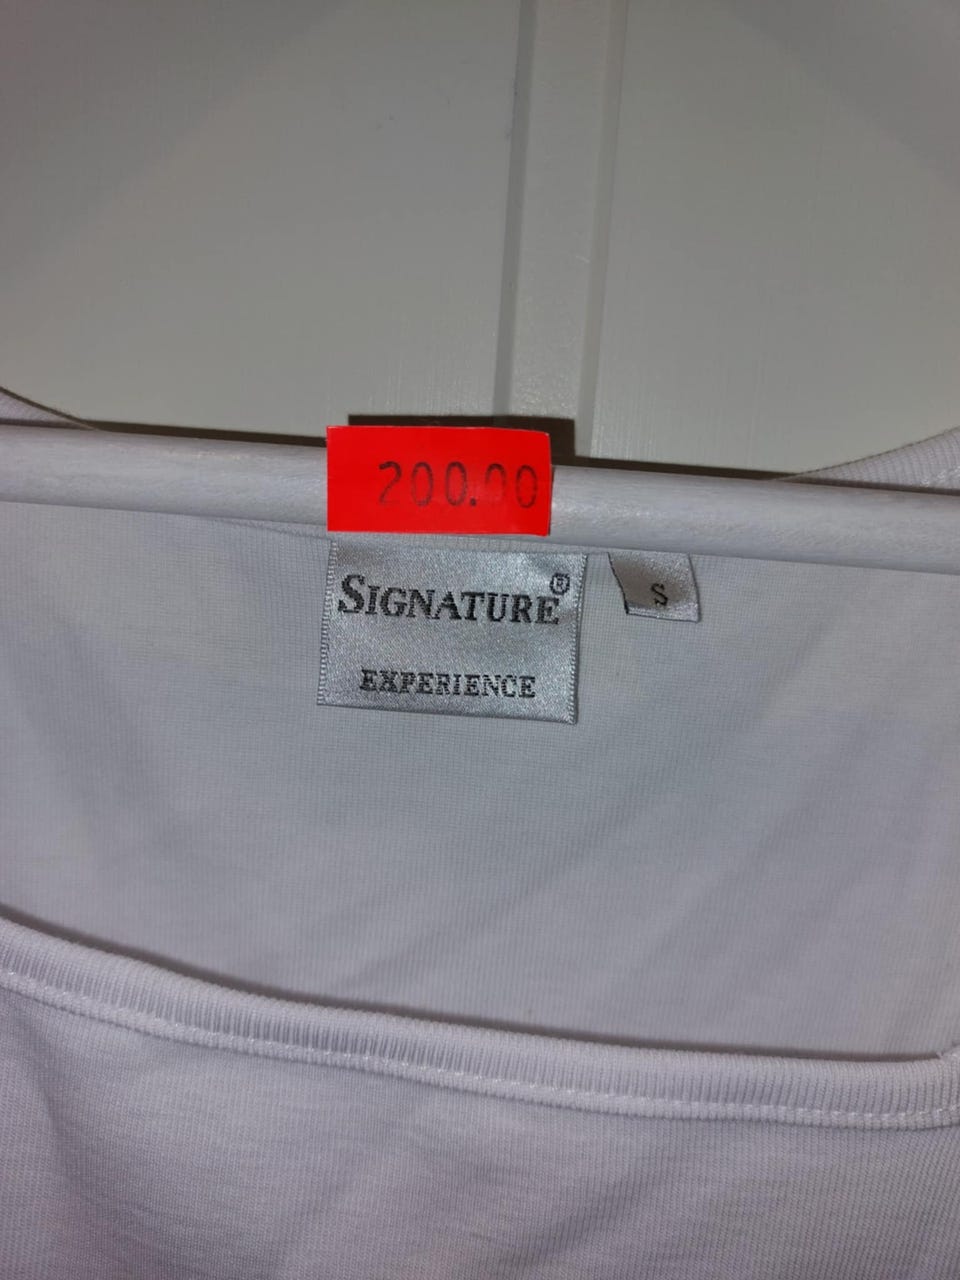 200.00
SIGNATURE®
EXPERIENCE
S